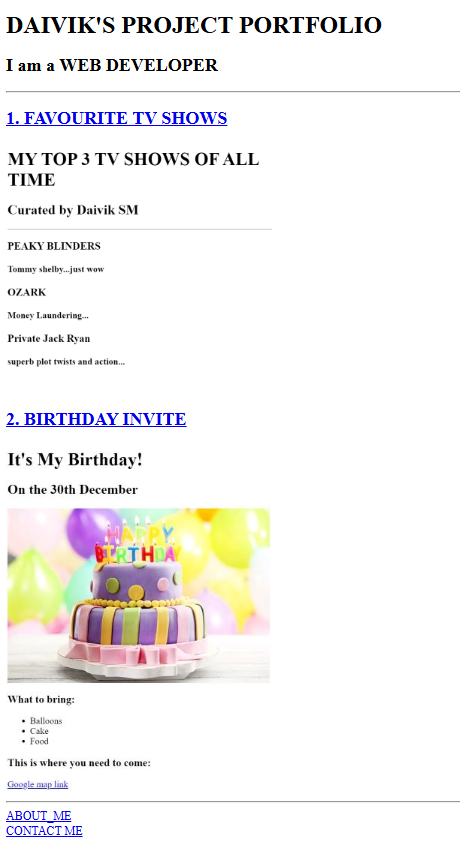 DAIVIK'S PROJECT PORTFOLIO
I am a WEB DEVELOPER
1. FAVOURITE TV SHOWS
MY TOP 3 TV SHOWS OF ALL
TIME
Curated by Daivik SM
PEAKY BLINDERS
Tommy shelby...just wow
OZARK
Money Laundering...
Private Jack Ryan
superb plot twists and action...
2. BIRTHDAY INVITE
It's My Birthday!
On the 30th December
HAPPY
BIRTHDAY
What to bring:
Balloons
Cake
Food
This is where you need to come:
Google map link
ABOUT_ME
CONTACT ME